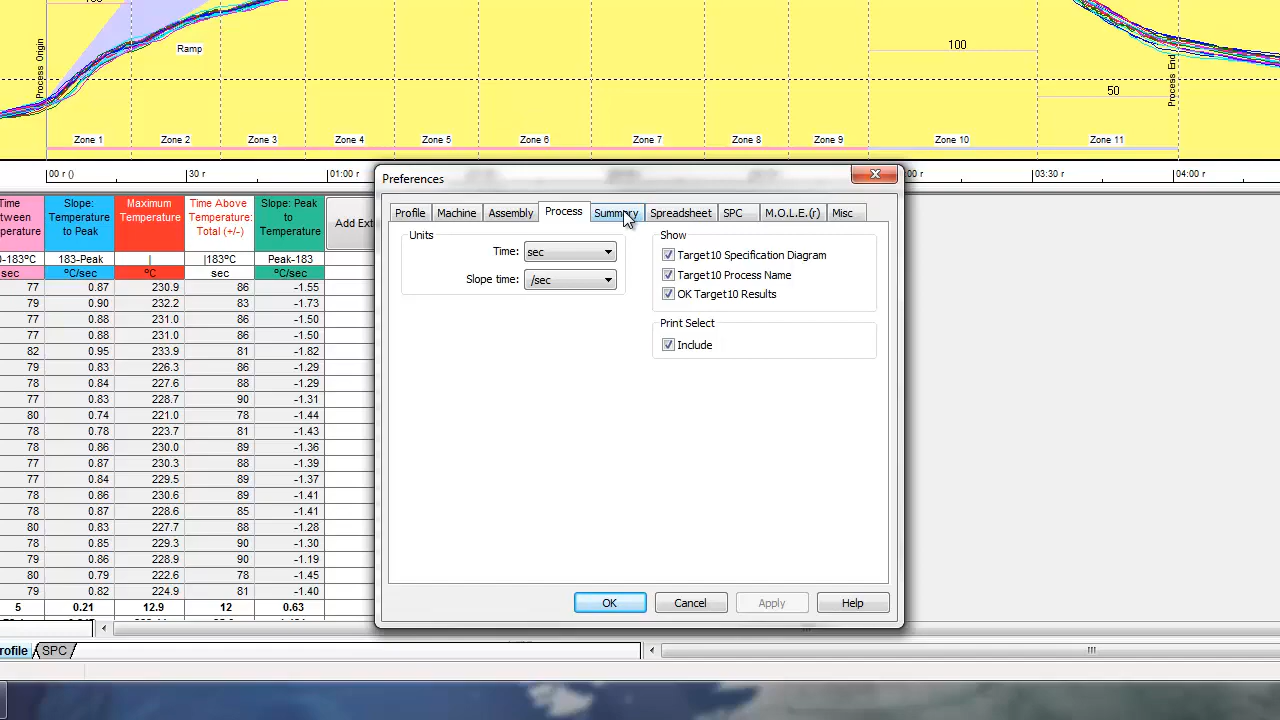 Process Origin
Ramp
100
50
Process End
Zone 1 Zone 2 Zone 3 Zone 4 Zone 5 Zone 6 Zone 7 Zone 8 Zone 9 Zone 10 Zone 11
00 r () 30 r 01:00 r 03:30 r 04:00 r
Preferences
Profile Machine Assembly Process Summary Spreadsheet SPC M.O.L.E.(r) Misc
Units
Time: sec
Slope time: /sec
Show
Target10 Specification Diagram
Target10 Process Name
OK Target10 Results
Print Select
Include
OK Cancel Apply Help
Time Slope: Maximum Time Above Slope: Peak
Temperature Temperature Temperature: to
to Peak Total (+/-) Temperature
Add Ext
0-183ºC 183-Peak | |183ºC Peak-183
sec ºC/sec ºC sec ºC/sec
77 0.87 230.9 86 -1.55
79 0.90 232.2 83 -1.73
77 0.88 231.0 86 -1.50
77 0.88 231.0 86 -1.50
82 0.95 233.9 81 -1.82
79 0.83 226.3 86 -1.29
78 0.84 227.6 88 -1.29
77 0.83 228.7 90 -1.31
80 0.74 221.0 78 -1.44
78 0.78 223.7 81 -1.43
78 0.86 230.0 89 -1.36
77 0.87 230.3 88 -1.39
77 0.84 229.5 89 -1.37
78 0.86 230.6 89 -1.41
78 0.87 228.6 85 -1.41
80 0.83 227.7 88 -1.28
78 0.85 229.3 90 -1.30
79 0.86 228.9 90 -1.19
80 0.79 222.6 78 -1.45
79 0.82 224.9 81 -1.40
5 0.21 12.9 12 0.63
rofile SPC